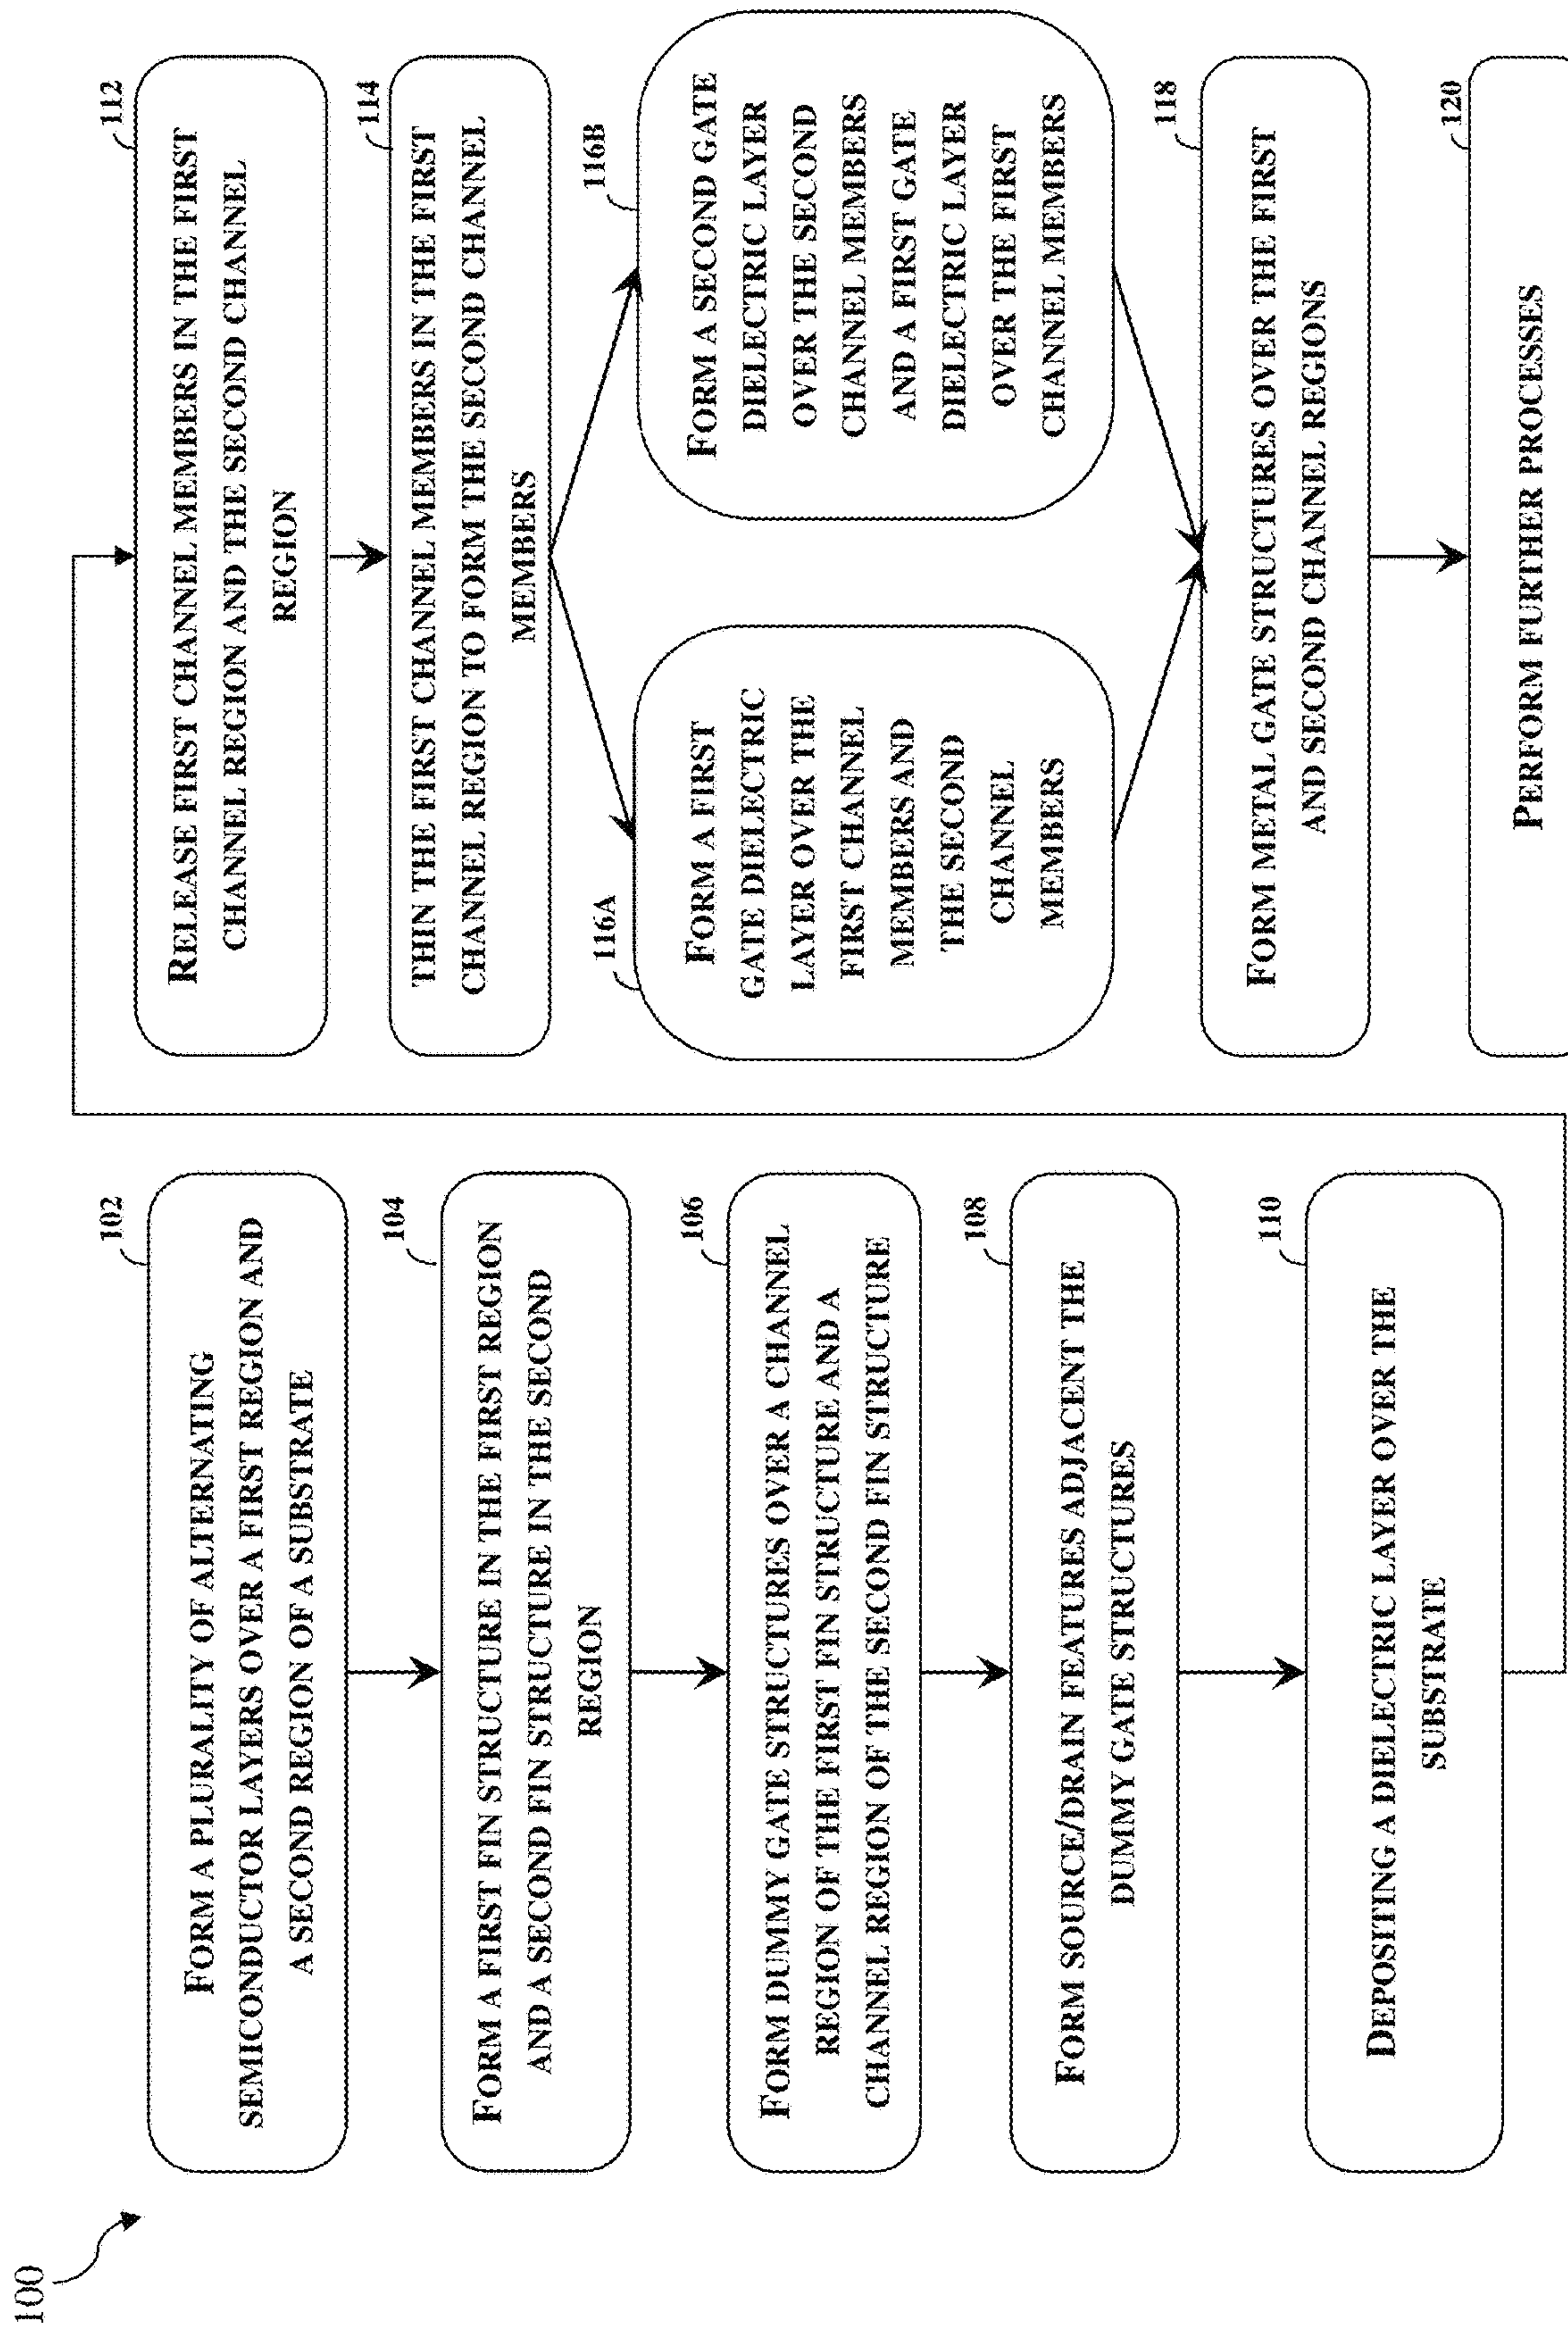 100
102
FORM A PLURALITY OF ALTERNATING
SEMICONDUCTOR LAYERS OVER A FIRST REGION AND
A SECOND REGION OF A SUBSTRATE
104
FORM A FIRST FIN STRUCTURE IN THE FIRST REGION
AND A SECOND FIN STRUCTURE IN THE SECOND
REGION
106
FORM DUMMY GATE STRUCTURES OVER A CHANNEL
REGION OF THE FIRST FIN STRUCTURE AND A
CHANNEL REGION OF THE SECOND FIN STRUCTURE
108
FORM SOURCE/DRAIN FEATURES ADJACENT THE
DUMMY GATE STRUCTURES
110
DEPOSITING A DIELECTRIC LAYER OVER THE
SUBSTRATE
112
RELEASE FIRST CHANNEL MEMBERS IN THE FIRST
CHANNEL REGION AND THE SECOND CHANNEL
REGION
114
THIN THE FIRST CHANNEL MEMBERS IN THE FIRST
CHANNEL REGION TO FORM THE SECOND CHANNEL
MEMBERS
116A
FORM A FIRST
GATE DIELECTRIC
LAYER OVER THE
FIRST CHANNEL
MEMBERS AND
THE SECOND
CHANNEL
MEMBERS
116B
FORM A SECOND GATE
DIELECTRIC LAYER
OVER THE SECOND
CHANNEL MEMBERS
AND A FIRST GATE
DIELECTRIC LAYER
OVER THE FIRST
CHANNEL MEMBERS
118
FORM METAL GATE STRUCTURES OVER THE FIRST
AND SECOND CHANNEL REGIONS
120
PERFORM FURTHER PROCESSES